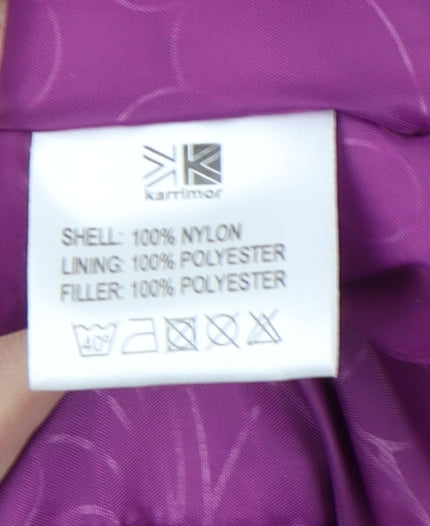 karrimor
SHELL: 100% NYLON
LINING: 100% POLYESTER
FILLER: 100% POLYESTER
40°